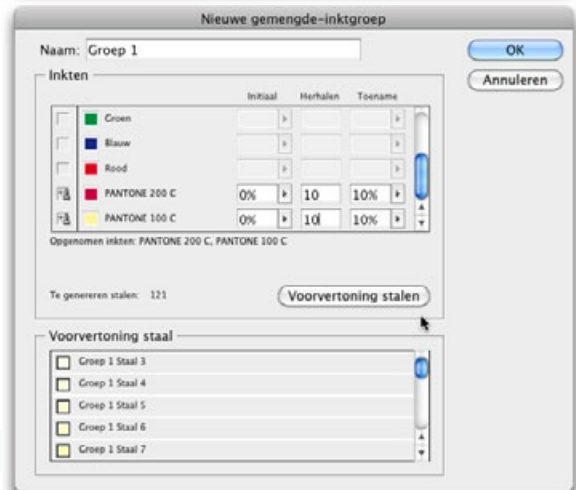 Nieuwe gemengde-inktgroep
Naam: Groep 1
OK
Annuleren
Inkten
Initiaal Herhalen Toename
Groen
Blauw
Rood
PANTONE 200 C 0% 10 10%
PANTONE 100 C 0% 10 10%
Opgenomen inkten: PANTONE 200 C, PANTONE 100 C
Te genereren stalen: 121
Voorvertoning stalen
Voorvertoning staal
Groep 1 Staal 3
Groep 1 Staal 4
Groep 1 Staal 5
Groep 1 Staal 6
Groep 1 Staal 7